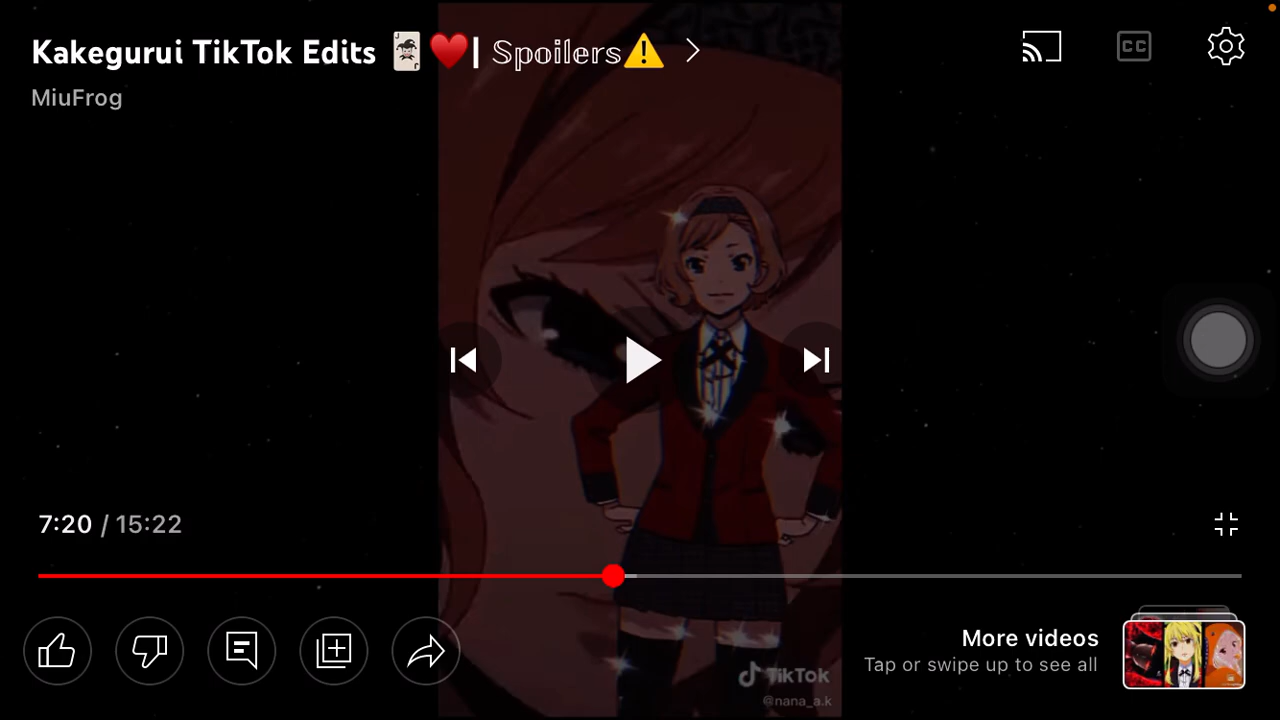 Kakegurui TikTok Edits 🃏❤️| 𝕊𝕡𝕠𝕚𝕝𝕖𝕣𝕤⚠️
MiuFrog
CC
7:20 / 15:22
More videos
Tap or swipe up to see all
TikTok
@nana_a.k